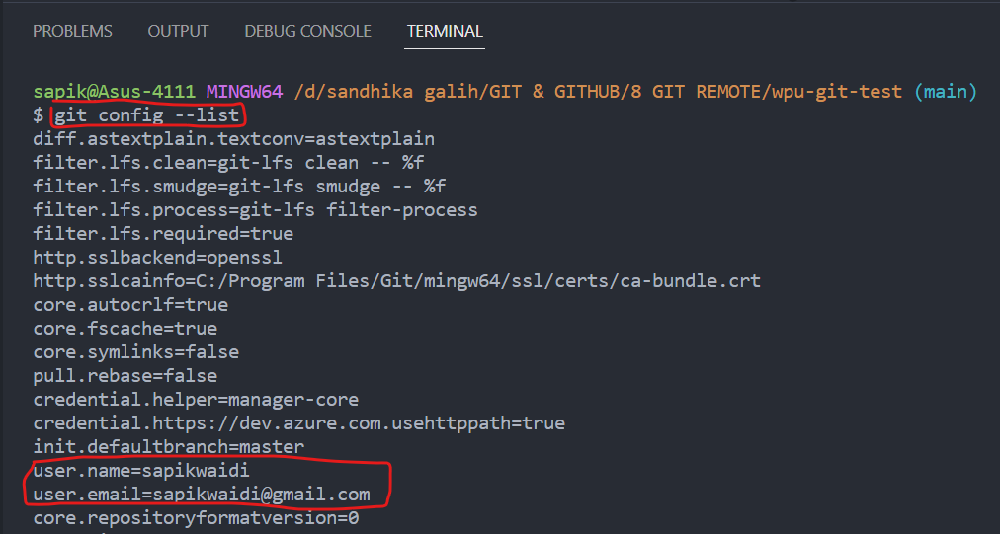 PROBLEMS OUTPUT DEBUG CONSOLE TERMINAL
sapik@Asus-4111 MINGW64 /d/sandhika galih/GIT & GITHUB/8 GIT REMOTE/wpu-git-test (main)
$ git config --list
diff.astextplain.textconv=astextplain
filter.lfs.clean=git-lfs clean -- %f
filter.lfs.smudge=git-lfs smudge -- %f
filter.lfs.process=git-lfs filter-process
filter.lfs.required=true
http.sslbackend=openssl
http.sslcainfo=C:/Program Files/Git/mingw64/ssl/certs/ca-bundle.crt
core.autocrlf=true
core.fscache=true
core.symlinks=false
pull.rebase=false
credential.helper=manager-core
credential.https://dev.azure.com.usehttppath=true
init.defaultbranch=master
user.name=sapikwaidi
user.email=sapikwaidi@gmail.com
core.repositoryformatversion=0